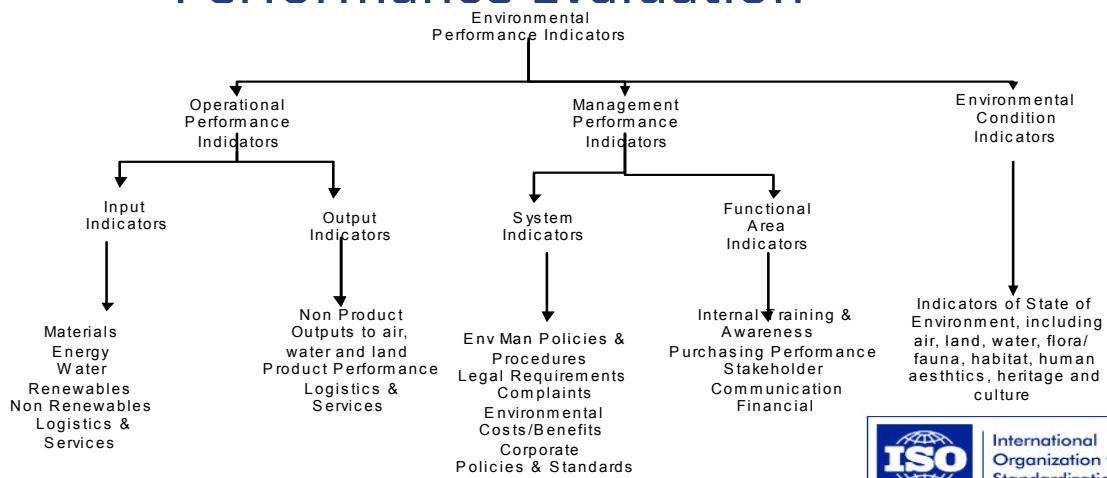 Performance Evaluation
Environmental
Performance Indicators
Operational
Performance
Indicators
Management
Performance
Indicators
Environmental
Condition
Indicators
Input
Indicators
Output
Indicators
System
Indicators
Functional
Area
Indicators
Materials
Energy
Water
Renewables
Non Renewables
Logistics &
Services
Non Product
Outputs to air,
water and land
Product Performance
Logistics &
Services
Env Man Policies &
Procedures
Legal Requirements
Complaints
Environmental
Costs/Benefits
Corporate
Policies & Standards
Internal Training &
Awareness
Purchasing Performance
Stakeholder
Communication
Financial
Indicators of State of
Environment, including
air, land, water, flora/
fauna, habitat, human
aesthtics, heritage and
culture
ISO
International
Organization
Standardization